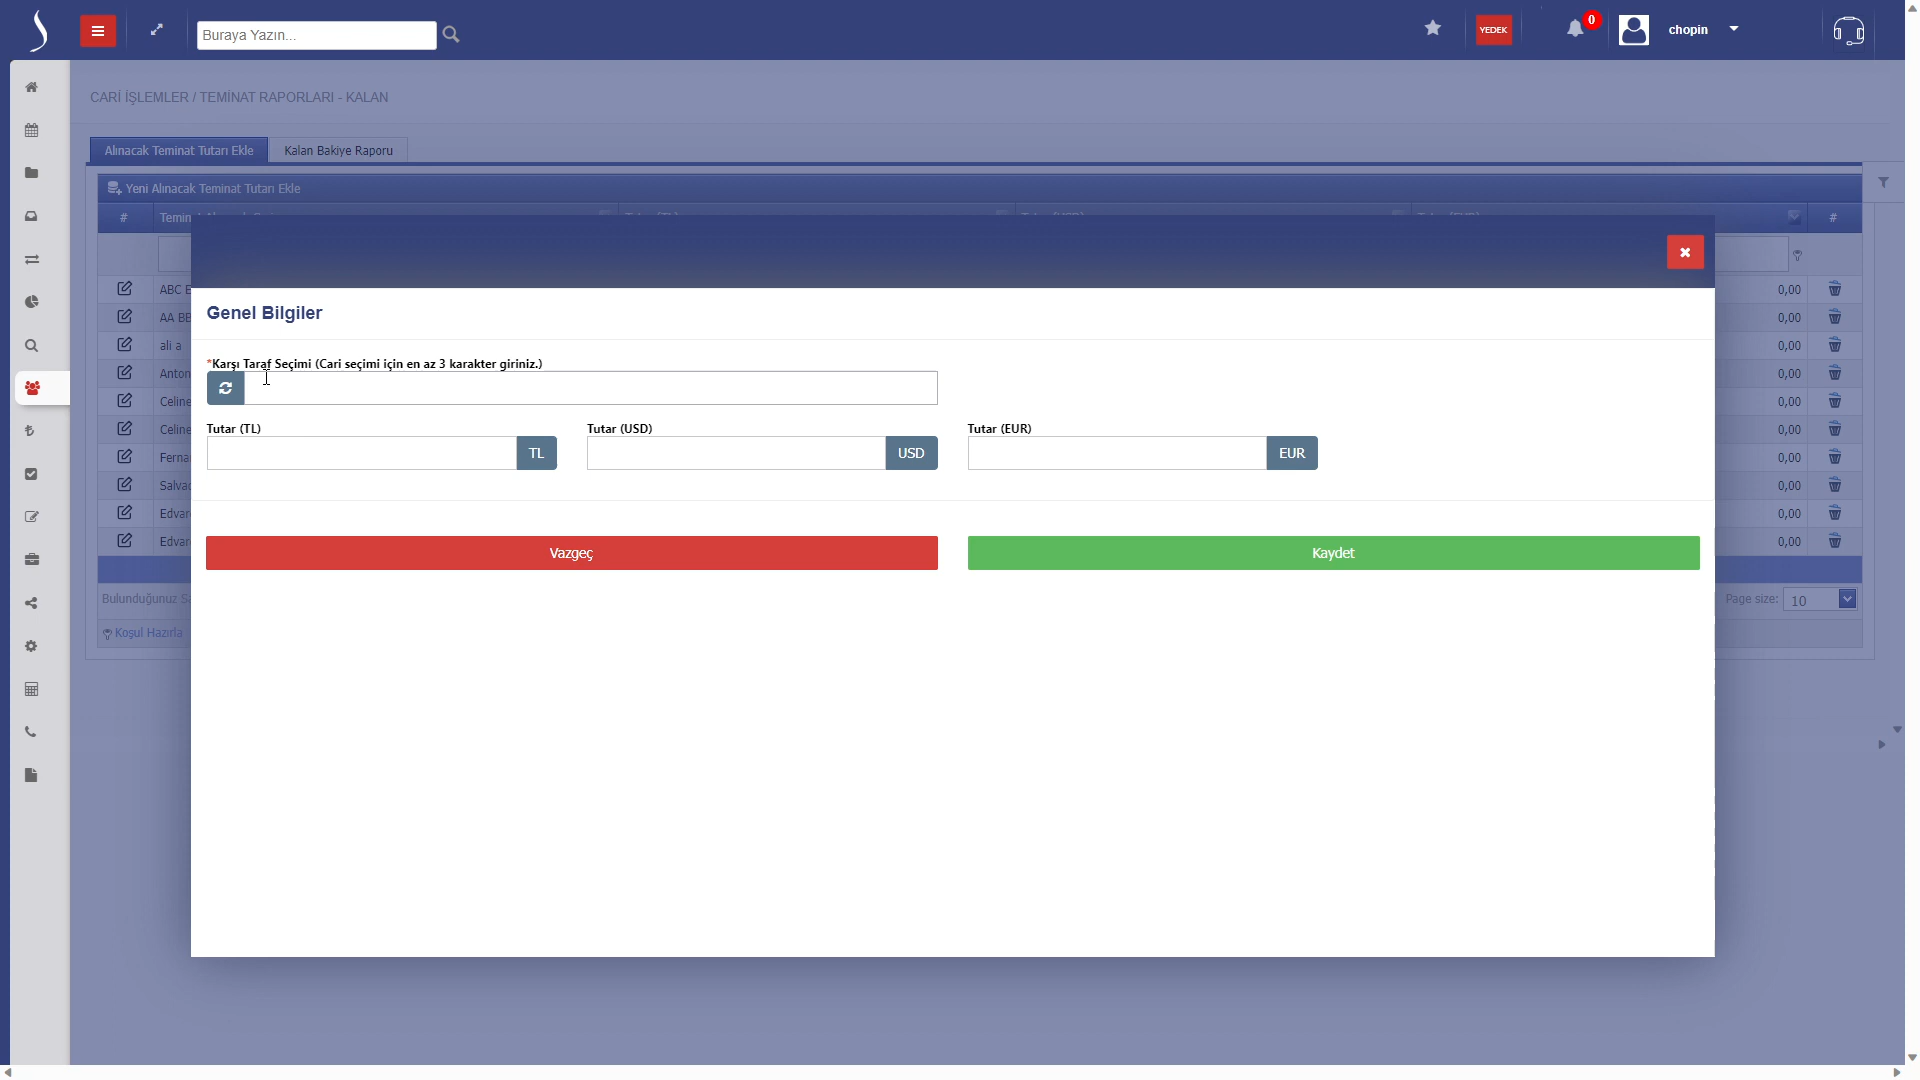 Buraya Yazın...
YEDEK
0
chopin
CARİ İŞLEMLER / TEMİNAT RAPORLARI - KALAN
Alınacak Teminat Tutarı Ekle
Kalan Bakiye Raporu
Yeni Alınacak Teminat Tutarı Ekle
#
#
Genel Bilgiler
*Karşı Taraf Seçimi (Cari seçimi için en az 3 karakter giriniz.)
Tutar (TL)
Tutar (USD)
Tutar (EUR)
TL
USD
EUR
Vazgeç
Kaydet
ABC E
0,00
AA BB
0,00
ali a
0,00
Anton
0,00
Celine
0,00
Celine
0,00
Ferna
0,00
Salvad
0,00
Edvar
0,00
Edvar
0,00
Bulunduğunuz Sa
Page size:
10
Koşul Hazırla